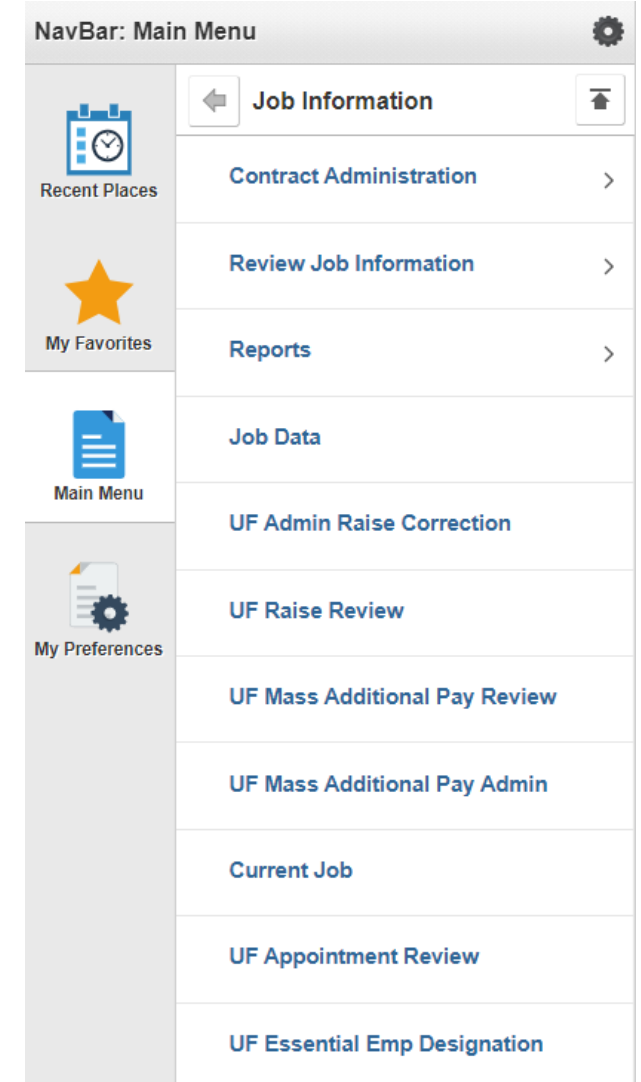 NavBar: Main Menu
Job Information
Recent Places
My Favorites
Main Menu
My Preferences
Contract Administration
Review Job Information
Reports
Job Data
UF Admin Raise Correction
UF Raise Review
UF Mass Additional Pay Review
UF Mass Additional Pay Admin
Current Job
UF Appointment Review
UF Essential Emp Designation